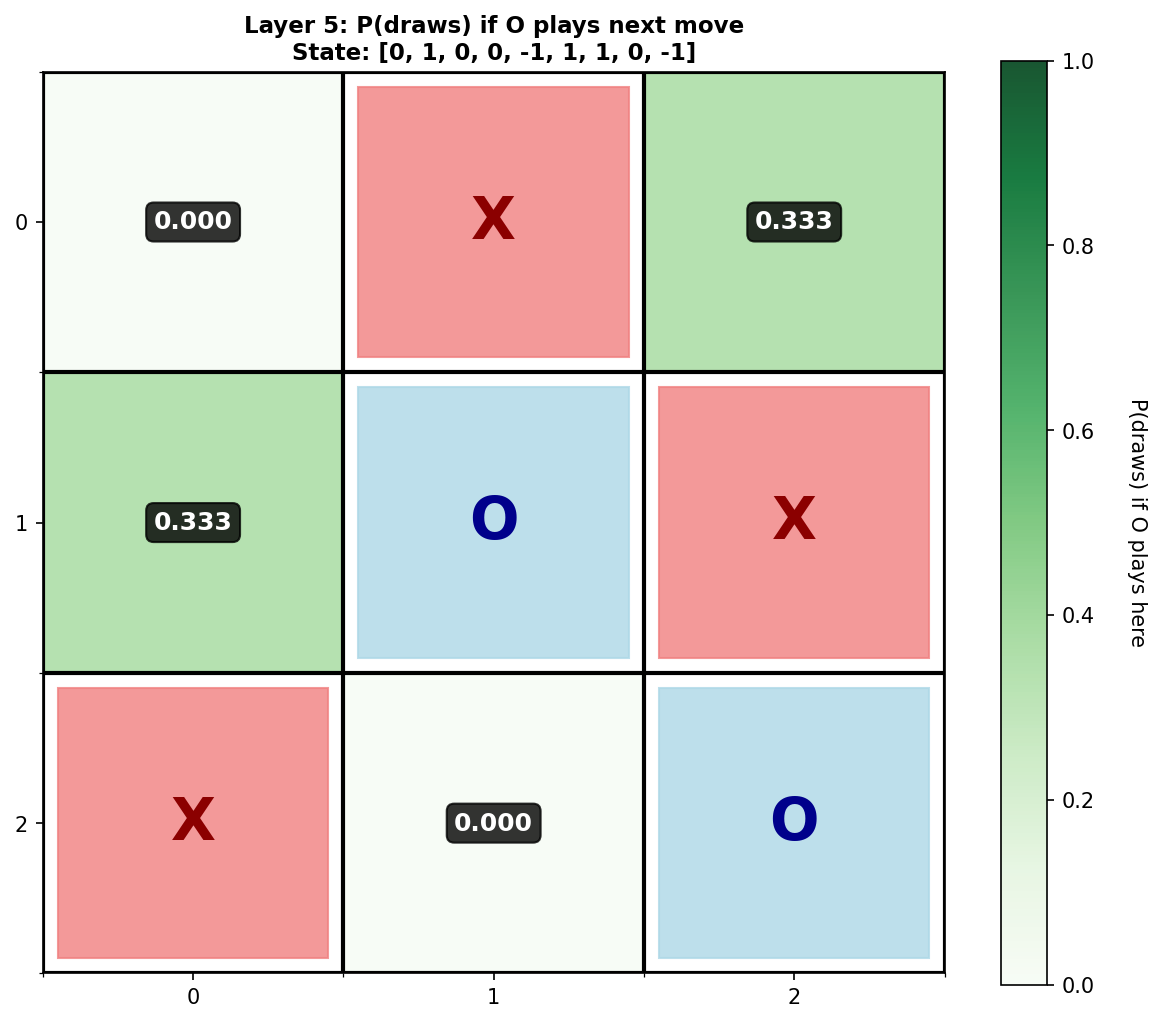 Layer 5: P(draws) if O plays next move
State: [0, 1, 0, 0, -1, 1, 1, 0, -1]
0
0.000
X
0.333
1
0.333
O
X
2
X
0.000
O
0
1
2
1.0
0.8
0.6
0.4
0.2
0.0
P(draws) if O plays here